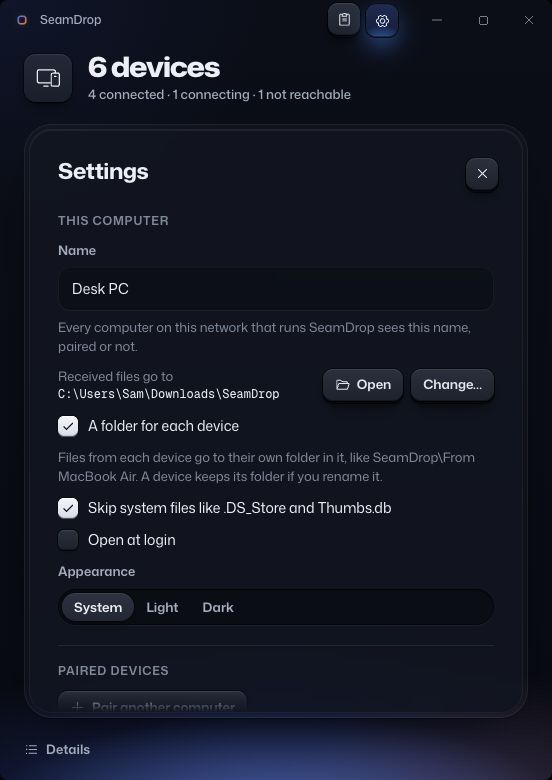 SeamDrop
6 devices
4 connected · 1 connecting · 1 not reachable
Settings
THIS COMPUTER
Name
Desk PC
Every computer on this network that runs SeamDrop sees this name,
paired or not.
Received files go to
C:\Users\Sam\Downloads\SeamDrop
Open
Change...
A folder for each device
Files from each device go to their own folder in it, like SeamDrop\From
MacBook Air. A device keeps its folder if you rename it.
Skip system files like .DS_Store and Thumbs.db
Open at login
Appearance
System Light Dark
PAIRED DEVICES
Pair another computer
Details